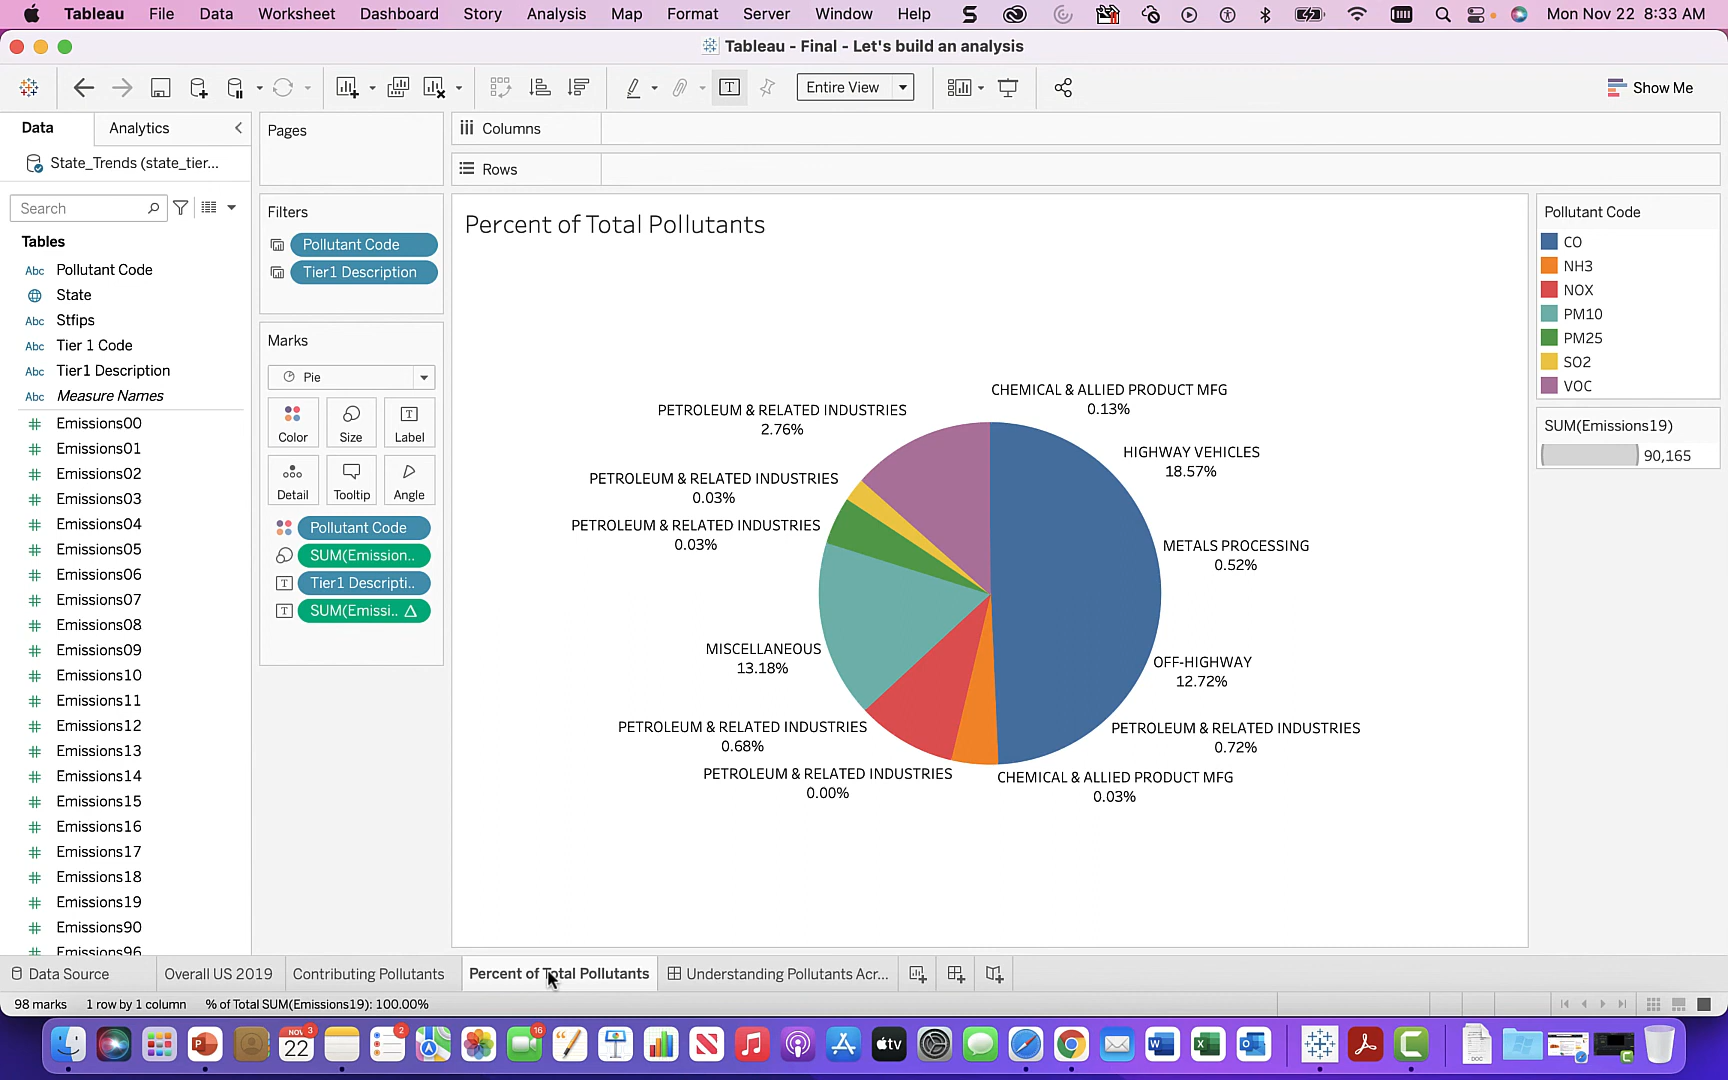 Tableau File Data Worksheet Dashboard Story Analysis Map Format Server Window Help Mon Nov 22 8:33 AM
Tableau - Final - Let's build an analysis
Entire View
Show Me
Data
Analytics
State_Trends (state_tier...
Search
Tables
Abc Pollutant Code
State
Abc Stfips
Abc Tier 1 Code
Abc Tier1 Description
Abc Measure Names
Emissions00
Emissions01
Emissions02
Emissions03
Emissions04
Emissions05
Emissions06
Emissions07
Emissions08
Emissions09
Emissions10
Emissions11
Emissions12
Emissions13
Emissions14
Emissions15
Emissions16
Emissions17
Emissions18
Emissions19
Emissions90
Emissions96
Pages
Filters
Pollutant Code
Tier1 Description
Marks
Pie
Color Size Label
Detail Tooltip Angle
Pollutant Code
SUM(Emission..
Tier1 Descripti..
SUM(Emissi.. △
Columns
Rows
Percent of Total Pollutants
CHEMICAL & ALLIED PRODUCT MFG
0.13%
PETROLEUM & RELATED INDUSTRIES
2.76%
HIGHWAY VEHICLES
18.57%
PETROLEUM & RELATED INDUSTRIES
0.03%
PETROLEUM & RELATED INDUSTRIES
0.03%
METALS PROCESSING
0.52%
MISCELLANEOUS
13.18%
OFF-HIGHWAY
12.72%
PETROLEUM & RELATED INDUSTRIES
0.68%
PETROLEUM & RELATED INDUSTRIES
0.72%
PETROLEUM & RELATED INDUSTRIES
0.00%
CHEMICAL & ALLIED PRODUCT MFG
0.03%
Pollutant Code
CO
NH3
NOX
PM10
PM25
SO2
VOC
SUM(Emissions19)
90,165
Data Source
Overall US 2019
Contributing Pollutants
Percent of Total Pollutants
Understanding Pollutants Acr...
98 marks 1 row by 1 column % of Total SUM(Emissions19): 100.00%
NOV 3
22
2
16
tv
DOC